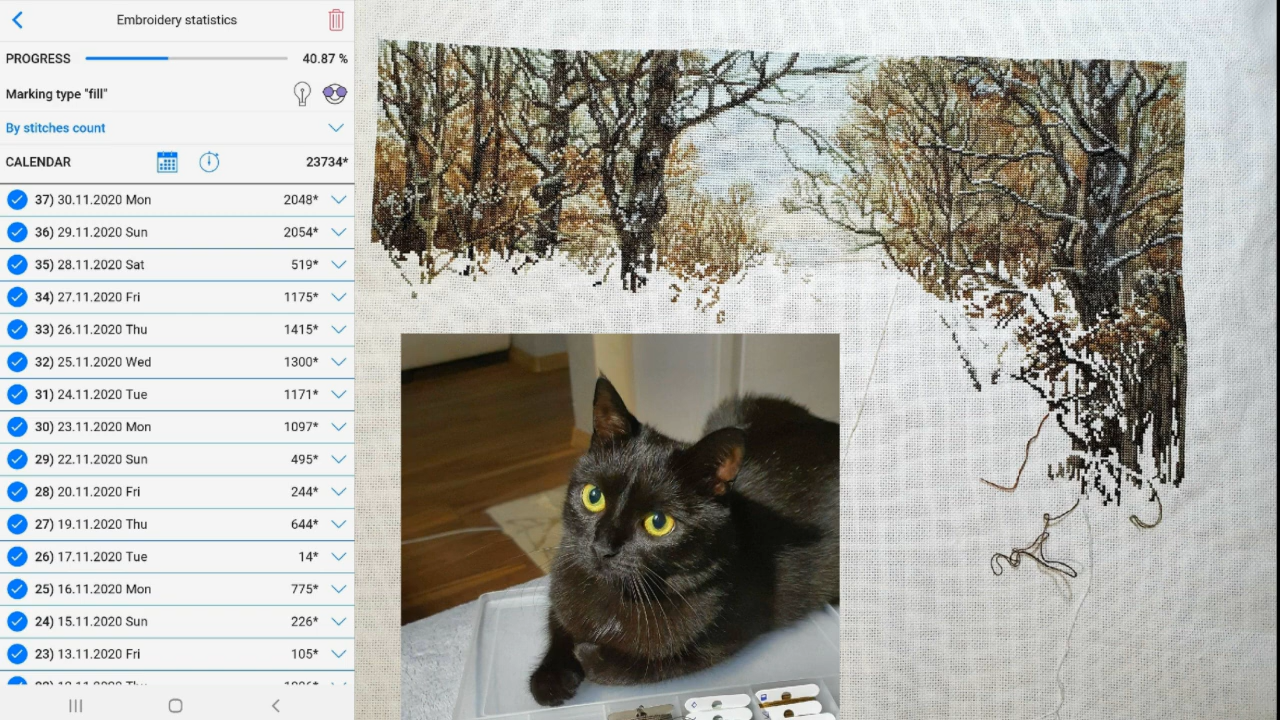 Embroidery statistics
PROGRESS 40.87 %
Marking type "fill"
By stitches count
CALENDAR 23734*
37) 30.11.2020 Mon 2048*
36) 29.11.2020 Sun 2054*
35) 28.11.2020 Sat 519*
34) 27.11.2020 Fri 1175*
33) 26.11.2020 Thu 1415*
32) 25.11.2020 Wed 1300*
31) 24.11.2020 Tue 1171*
30) 23.11.2020 Mon 1097*
29) 22.11.2020 Sun 495*
28) 20.11.2020 Fri 244*
27) 19.11.2020 Thu 644*
26) 17.11.2020 Tue 14*
25) 16.11.2020 Mon 775*
24) 15.11.2020 Sun 226*
23) 13.11.2020 Fri 105*